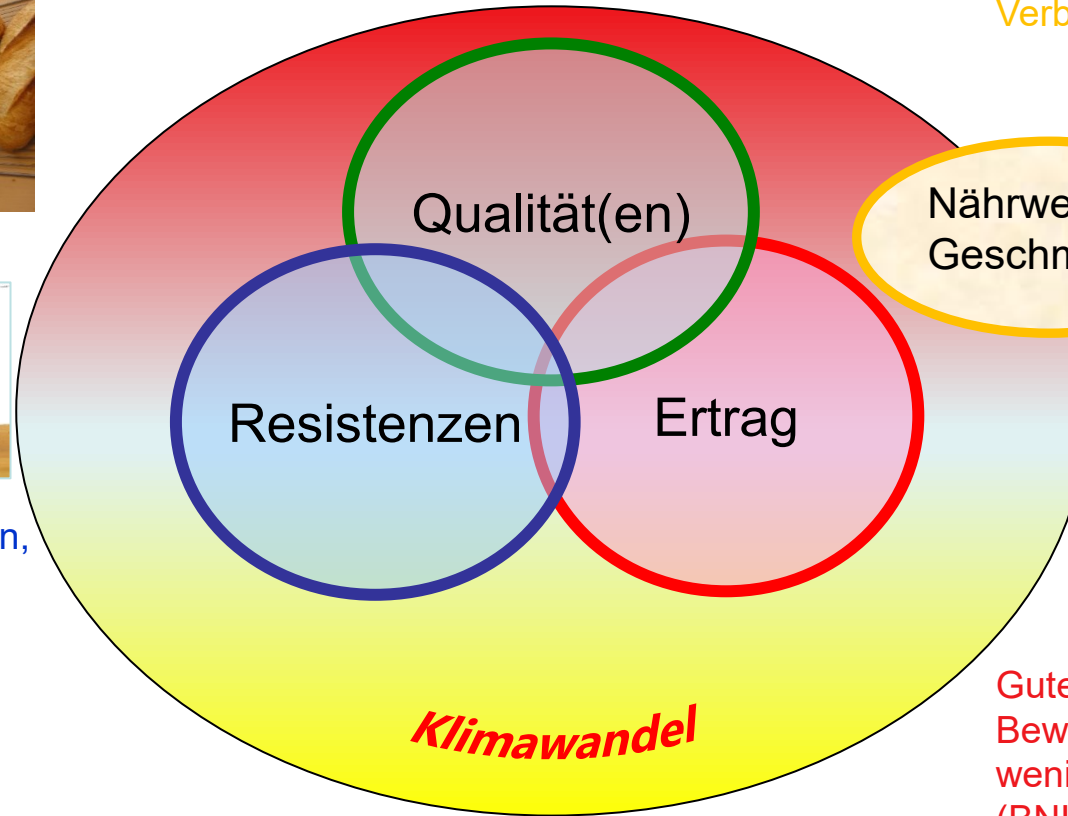 Verb
Qualität(en)
Nährwe
Geschm
Resistenzen
Ertrag
n,
Klimawandel
Gute
Bew
weni